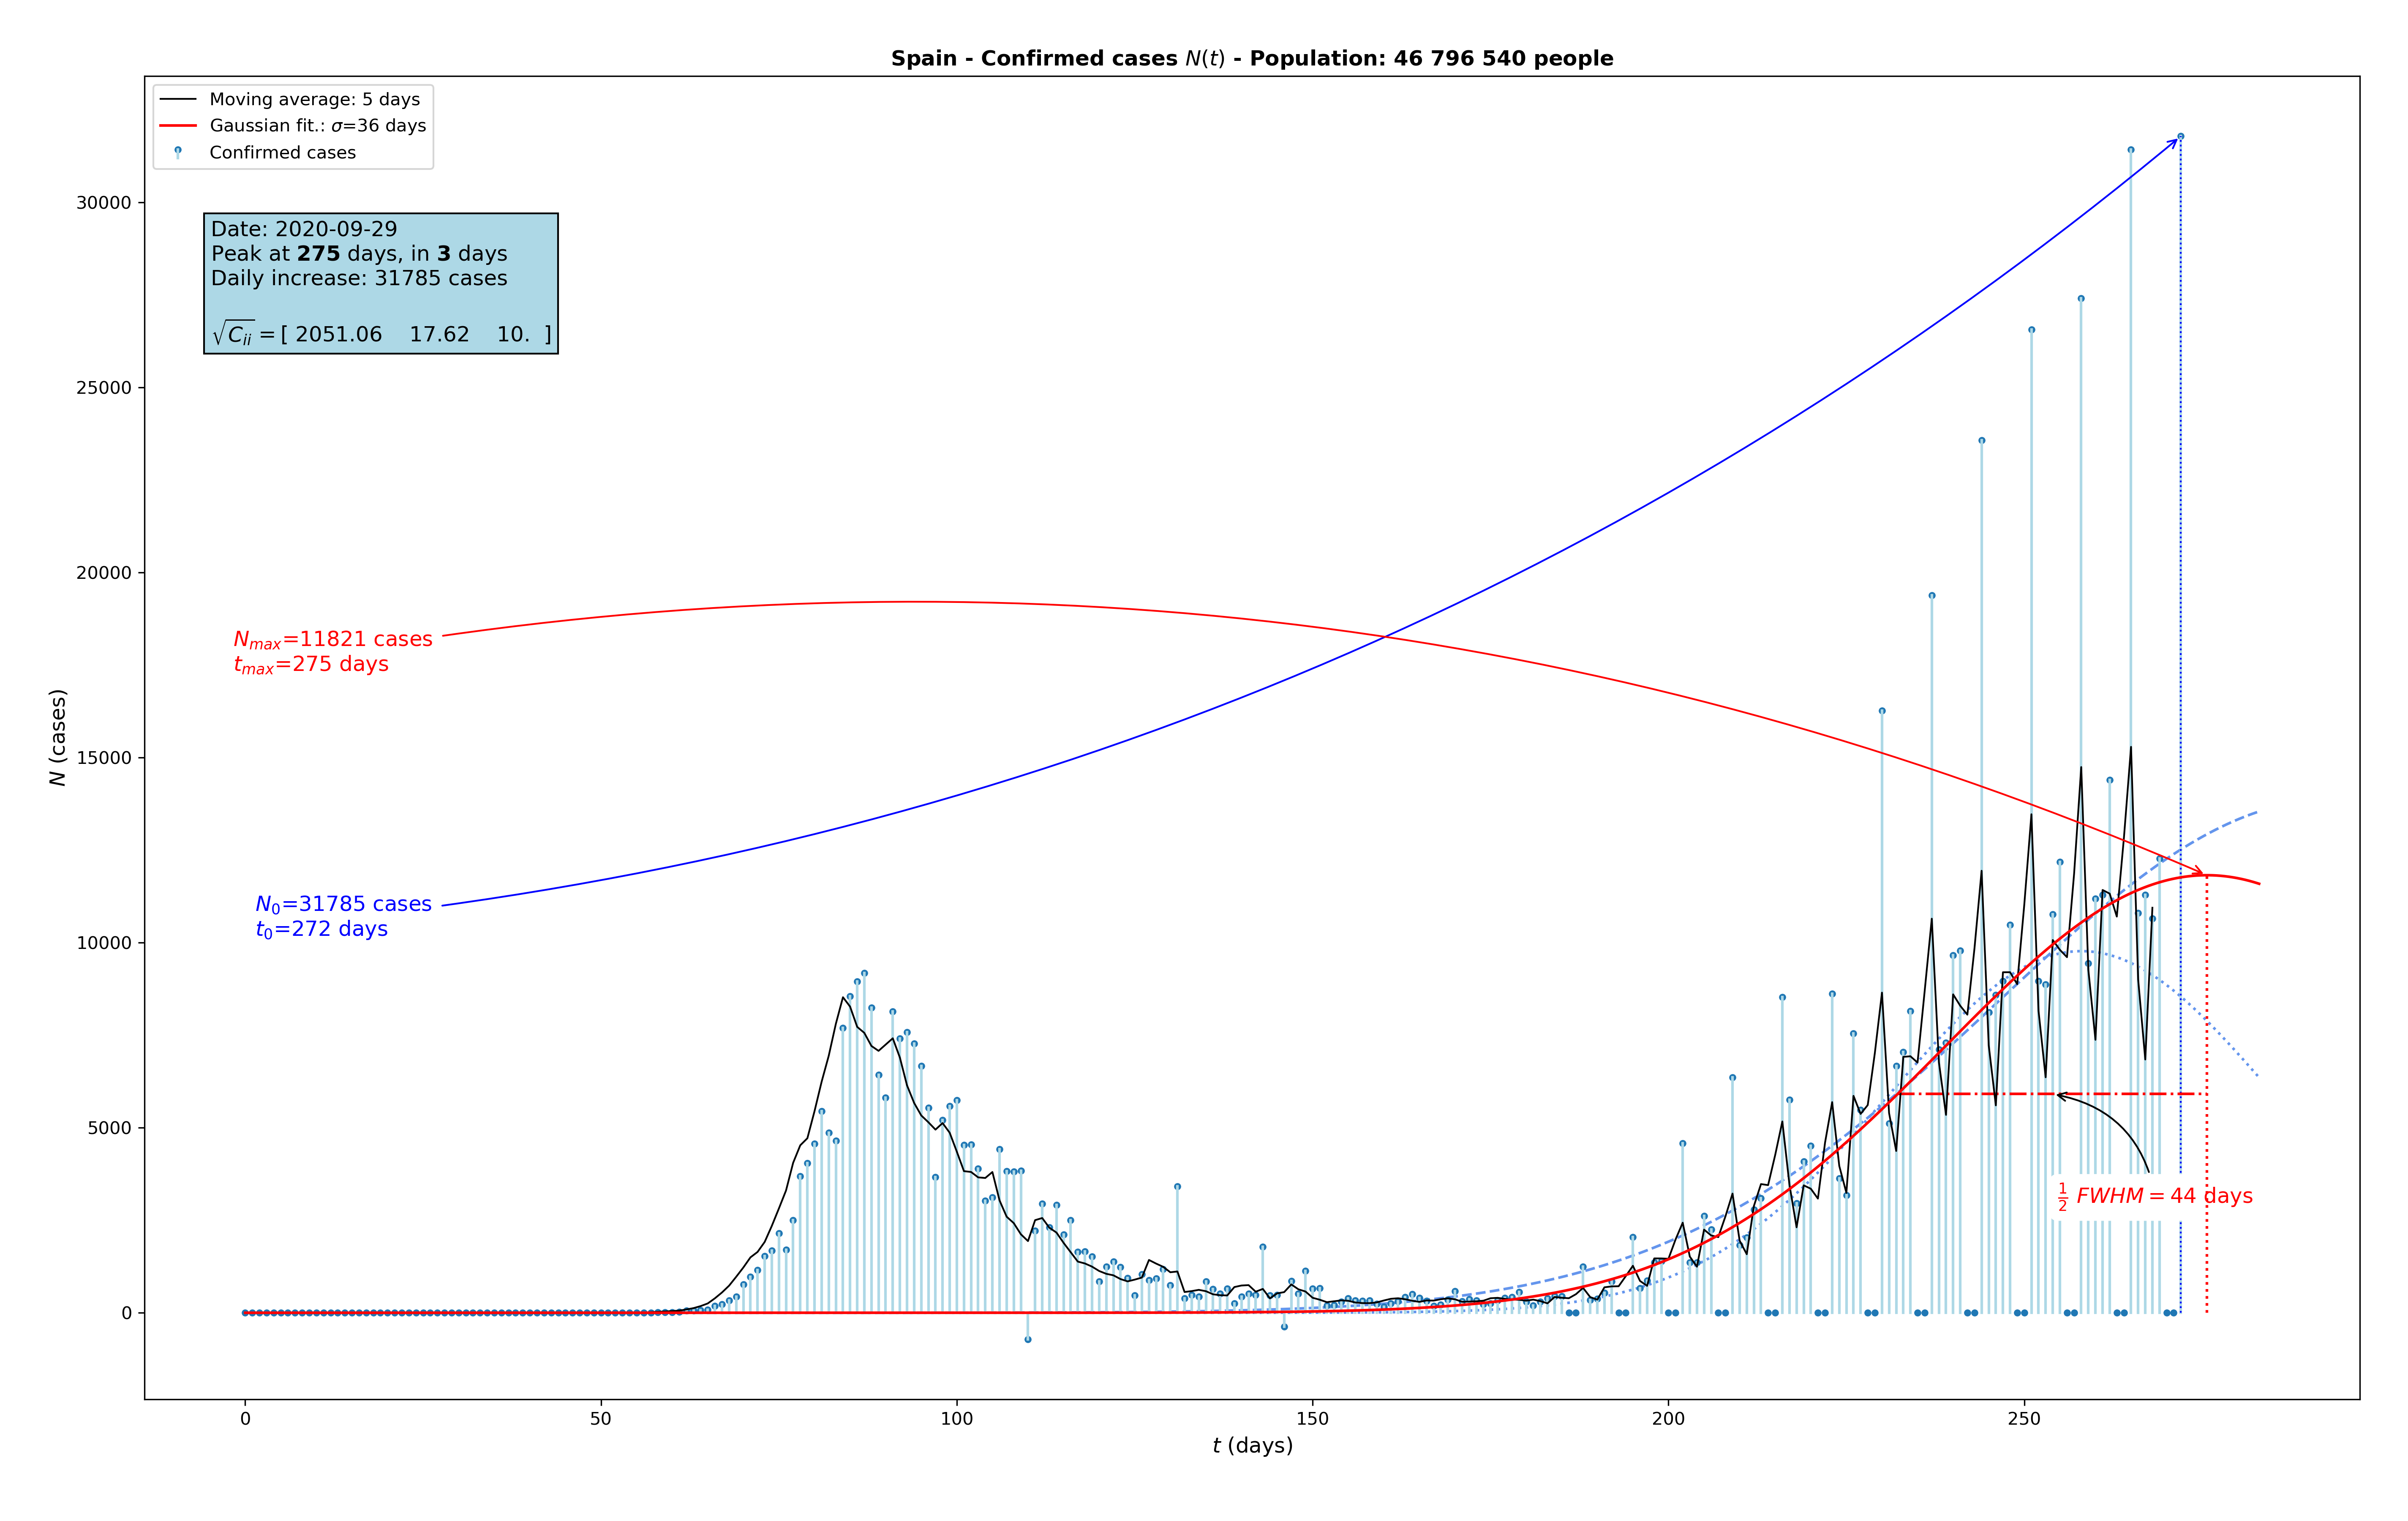 Spain - Confirmed cases N(t) - Population: 46 796 540 people
Moving average: 5 days
Gaussian fit.: σ=36 days
Confirmed cases
Date: 2020-09-29
Peak at 275 days, in 3 days
Daily increase: 31785 cases
√C_ii = [ 2051.06 17.62 10. ]
N_max=11821 cases
t_max=275 days
N_0=31785 cases
t_0=272 days
½ FWHM = 44 days
N (cases)
30000
25000
20000
15000
10000
5000
0
0 50 100 150 200 250
t (days)